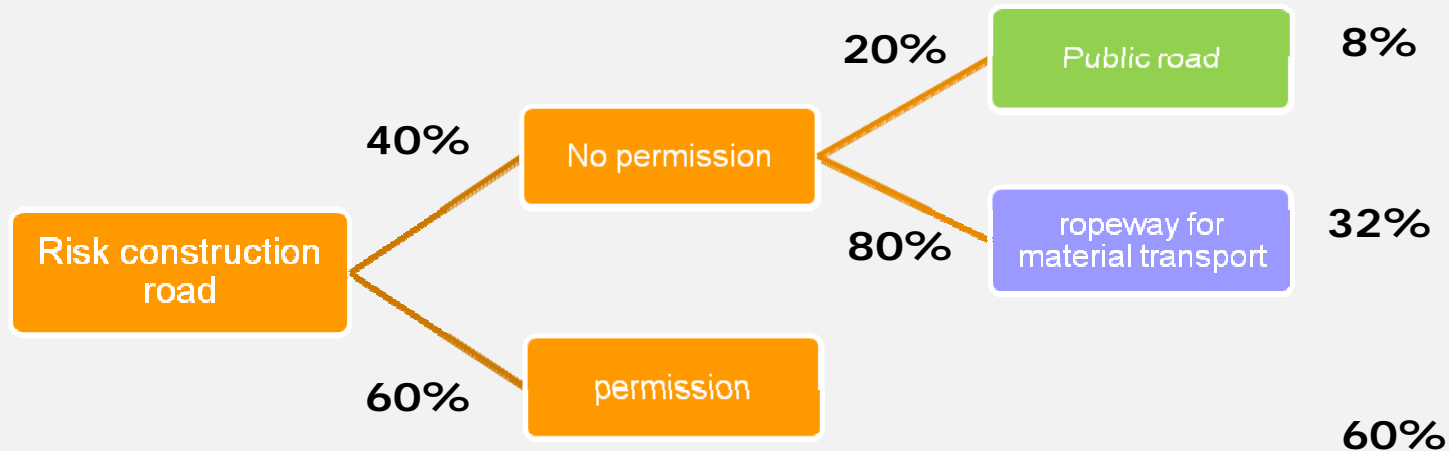 20%
Public road
8%
40%
No permission
Risk construction
road
80%
ropeway for
material transport
32%
60%
permission
60%